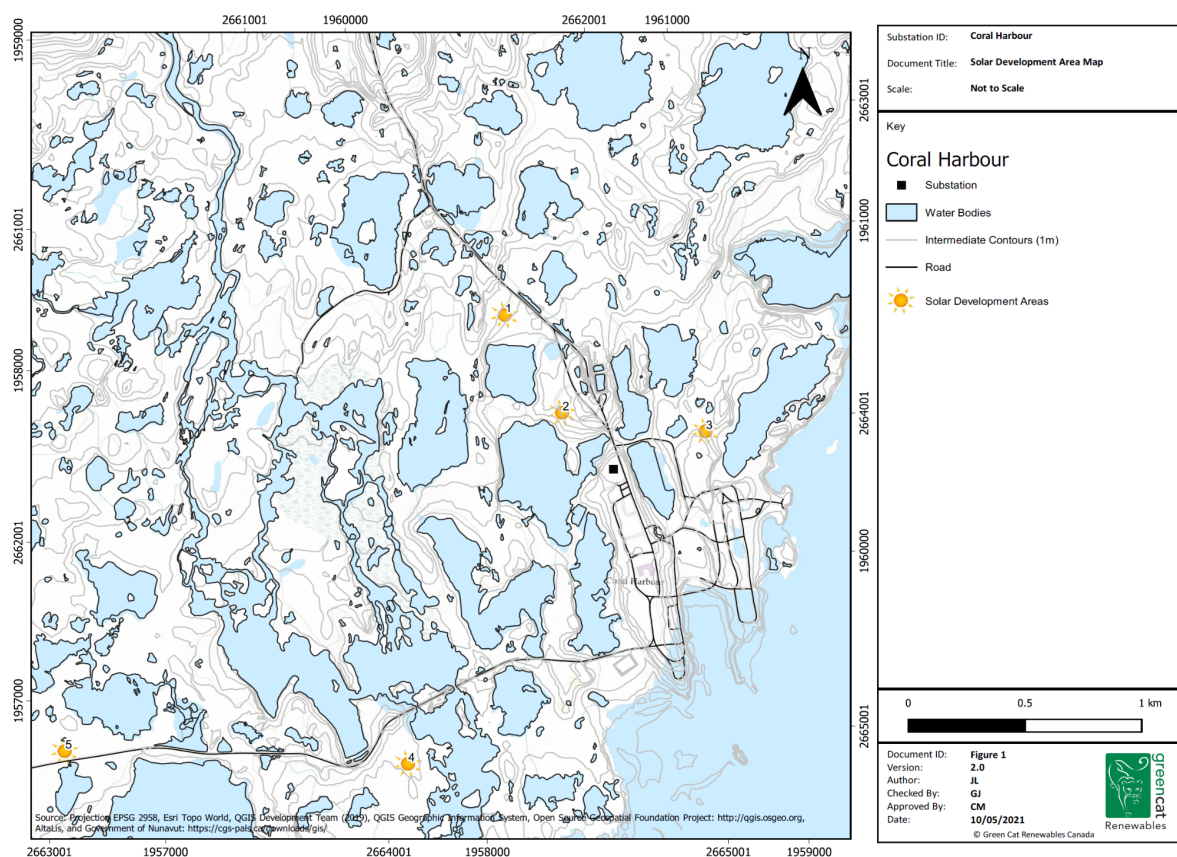 2661001 1960000 2662001 1961000
1959000
2661001
1958000
2662001
1957000
2663001
1961000
2664001
1960000
2665001
2663001 1957000 2664001 1958000 2665001 1959000
N
1
2
3
4
5
Coral Harbour
Source: Projection EPSG 2958, Esri Topo World, QGIS Development Team (2019), QGIS Geographic Information System, Open Source Geospatial Foundation Project: http://qgis.osgeo.org,
AltaLis, and Government of Nunavut: https://cgs-pals.ca/downloads/gis/
Substation ID: Coral Harbour
Document Title: Solar Development Area Map
Scale: Not to Scale
Key
Coral Harbour
Substation
Water Bodies
Intermediate Contours (1m)
Road
Solar Development Areas
0 0.5 1 km
Document ID: Figure 1
Version: 2.0
Author: JL
Checked By: GJ
Approved By: CM
Date: 10/05/2021
greencat
Renewables
© Green Cat Renewables Canada